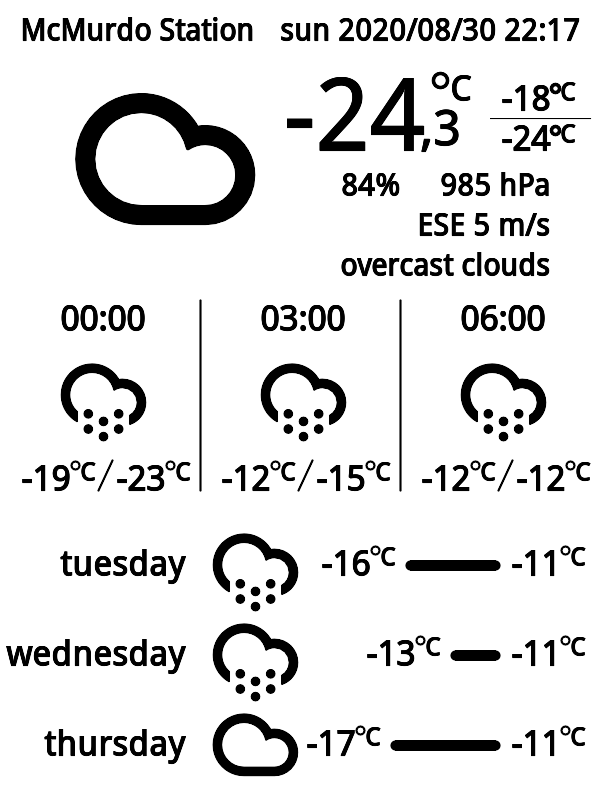 McMurdo Station sun 2020/08/30 22:17
-24,3°C -18°C
-24°C
84% 985 hPa
ESE 5 m/s
overcast clouds
00:00 03:00 06:00
-19°C/-23°C -12°C/-15°C -12°C/-12°C
tuesday -16°C -11°C
wednesday -13°C -11°C
thursday -17°C -11°C